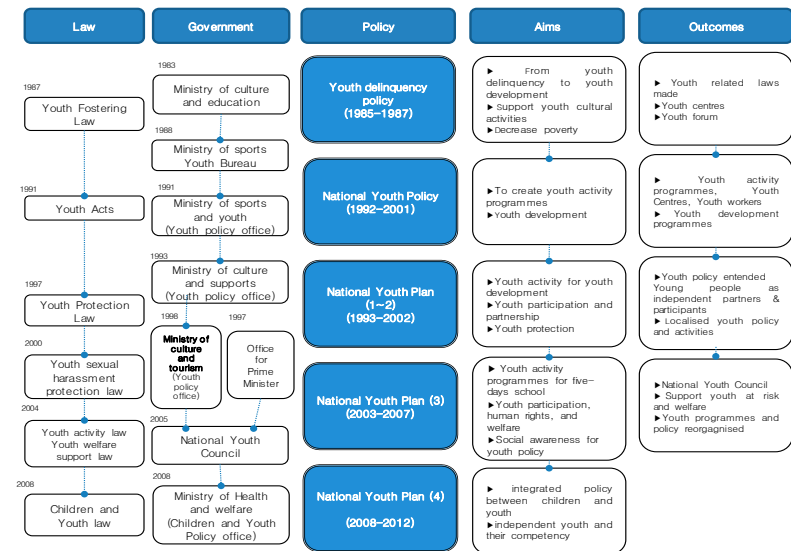 Law
Government
Policy
Aims
Outcomes
1987
Youth Fostering
Law
1991
Youth Acts
1997
Youth Protection
Law
2000
Youth sexual
harassment
protection law
2004
Youth activity law
Youth welfare
support law
2008
Children and
Youth law
1983
Ministry of culture
and education
1988
Ministry of sports
Youth Bureau
1991
Ministry of sports
and youth
(Youth policy office)
1993
Ministry of culture
and supports
(Youth policy office)
1998
Ministry of
culture
and
tourism
(Youth
policy
office)
1997
Office
for
Prime
Minister
2005
National Youth
Council
2008
Ministry of Health
and welfare
(Children and Youth
Policy office)
Youth delinquency
policy
(1985-1987)
National Youth Policy
(1992-2001)
National Youth Plan
(1~2)
(1993-2002)
National Youth Plan (3)
(2003-2007)
National Youth Plan (4)
(2008-2012)
▶ From youth
delinquency to youth
development
▶ Support youth cultural
activities
▶ Decrease poverty
▶To create youth activity
programmes
▶Youth development
▶Youth activity for youth
development
▶Youth participation and
partnership
▶Youth protection
▶ Youth activity
programmes for five-
days school
▶Youth participation,
human rights, and
welfare
▶Social awareness for
youth policy
▶ integrated policy
between children and
youth
▶independent youth and
their competency
▶Youth related laws
made
▶Youth centres
▶Youth forum
▶ Youth activity
programmes, Youth
Centres, Youth workers
▶ Youth development
programmes
▶Youth policy entended
Young people as
independent partners &
participants
▶Localised youth policy
and activities
▶National Youth Council
▶Support youth at risk
and welfare
▶Youth programmes and
policy reorgagnised